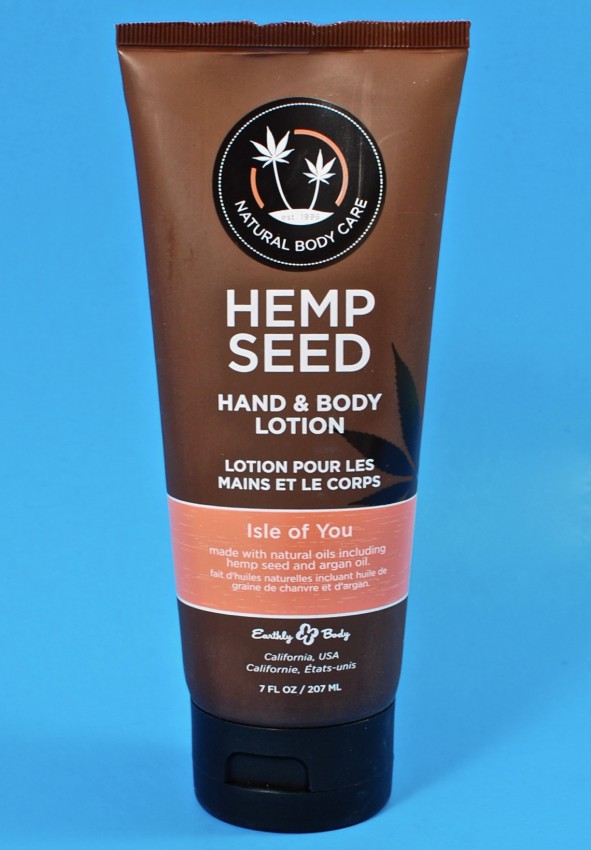 est. 1996
NATURAL BODY CARE
HEMP
SEED
HAND & BODY
LOTION
LOTION POUR LES
MAINS ET LE CORPS
Isle of You
made with natural oils including
hemp seed and argan oil.
fait d'huiles naturelles incluant huile de
graine de chanvre et d'argan.
Earthly Body
California, USA
Californie, États-unis
7 FL OZ / 207 ML